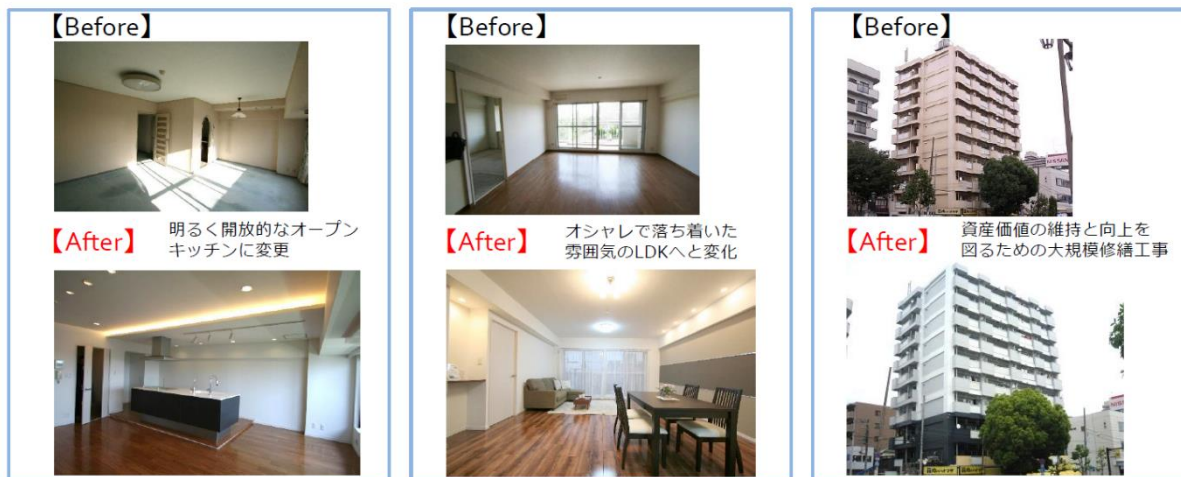 【Before】
【After】
明るく開放的なオープン
キッチンに変更
【Before】
【After】
オシャレで落ち着いた
雰囲気のLDKへと変化
【Before】
【After】
資産価値の維持と向上を
図るための大規模修繕工事